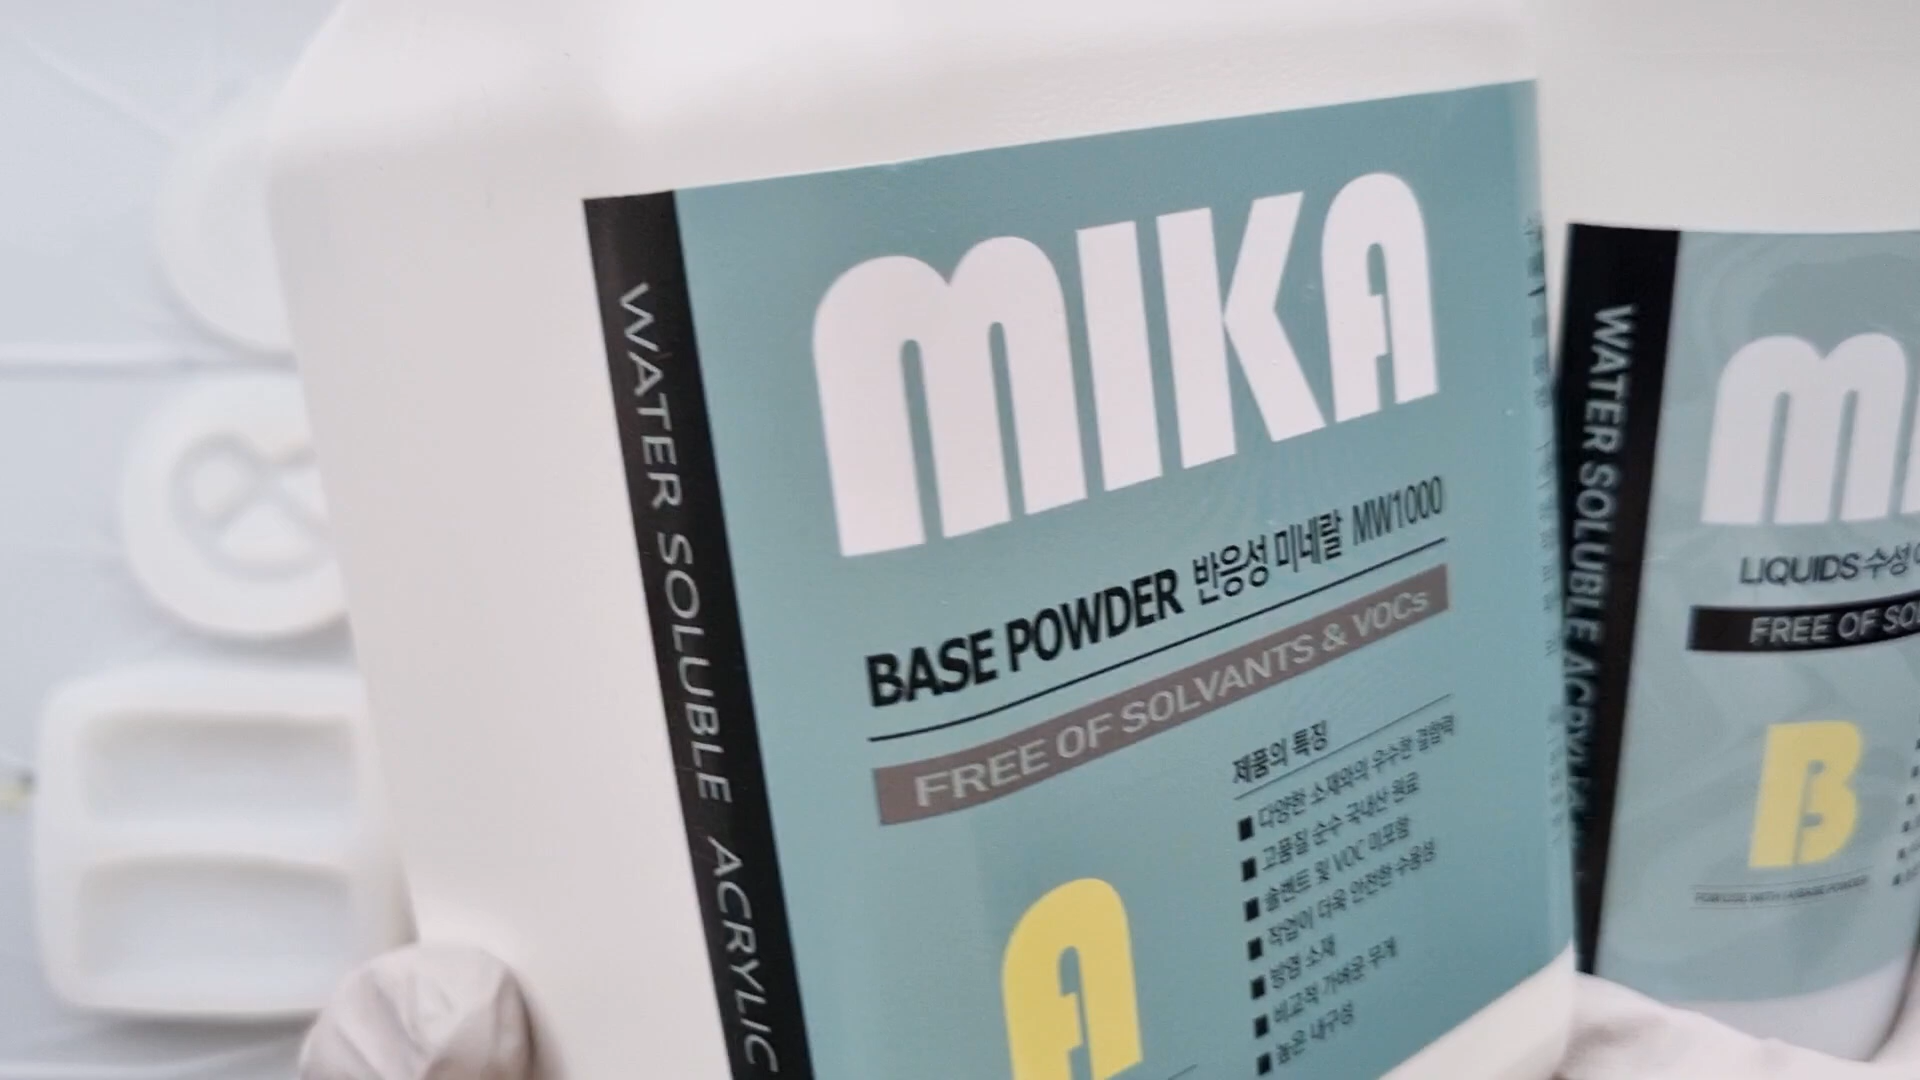 WATER SOLUBLE ACRYLIC
MIKA
BASE POWDER 반응성 미네랄 MW1000
FREE OF SOLVANTS & VOCs
A
제품의 특징
■ 다양한 소재와의 우수한 결합력
■ 고품질 순수 국내산 원료
■ 솔벤트 및 VOC 미포함
■ 작업이 더욱 안전한 수용성
■ 방염 소재
■ 비교적 가벼운 무게
■ 높은 내구성
WATER SOLUBLE ACRYLIC
MI
LIQUIDS 수성
FREE OF SOL
B